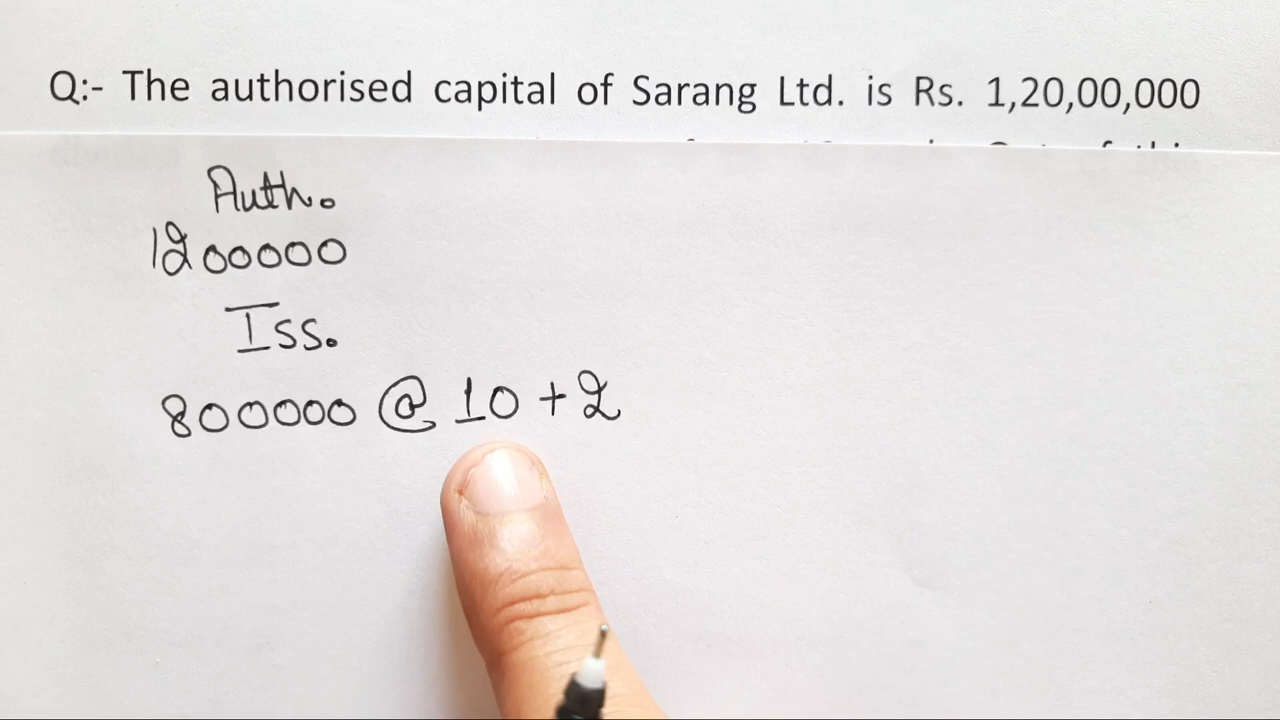 Q:- The authorised capital of Sarang Ltd. is Rs. 1,20,00,000
Auth.
1200000
Iss.
800000 @ 10 + 2